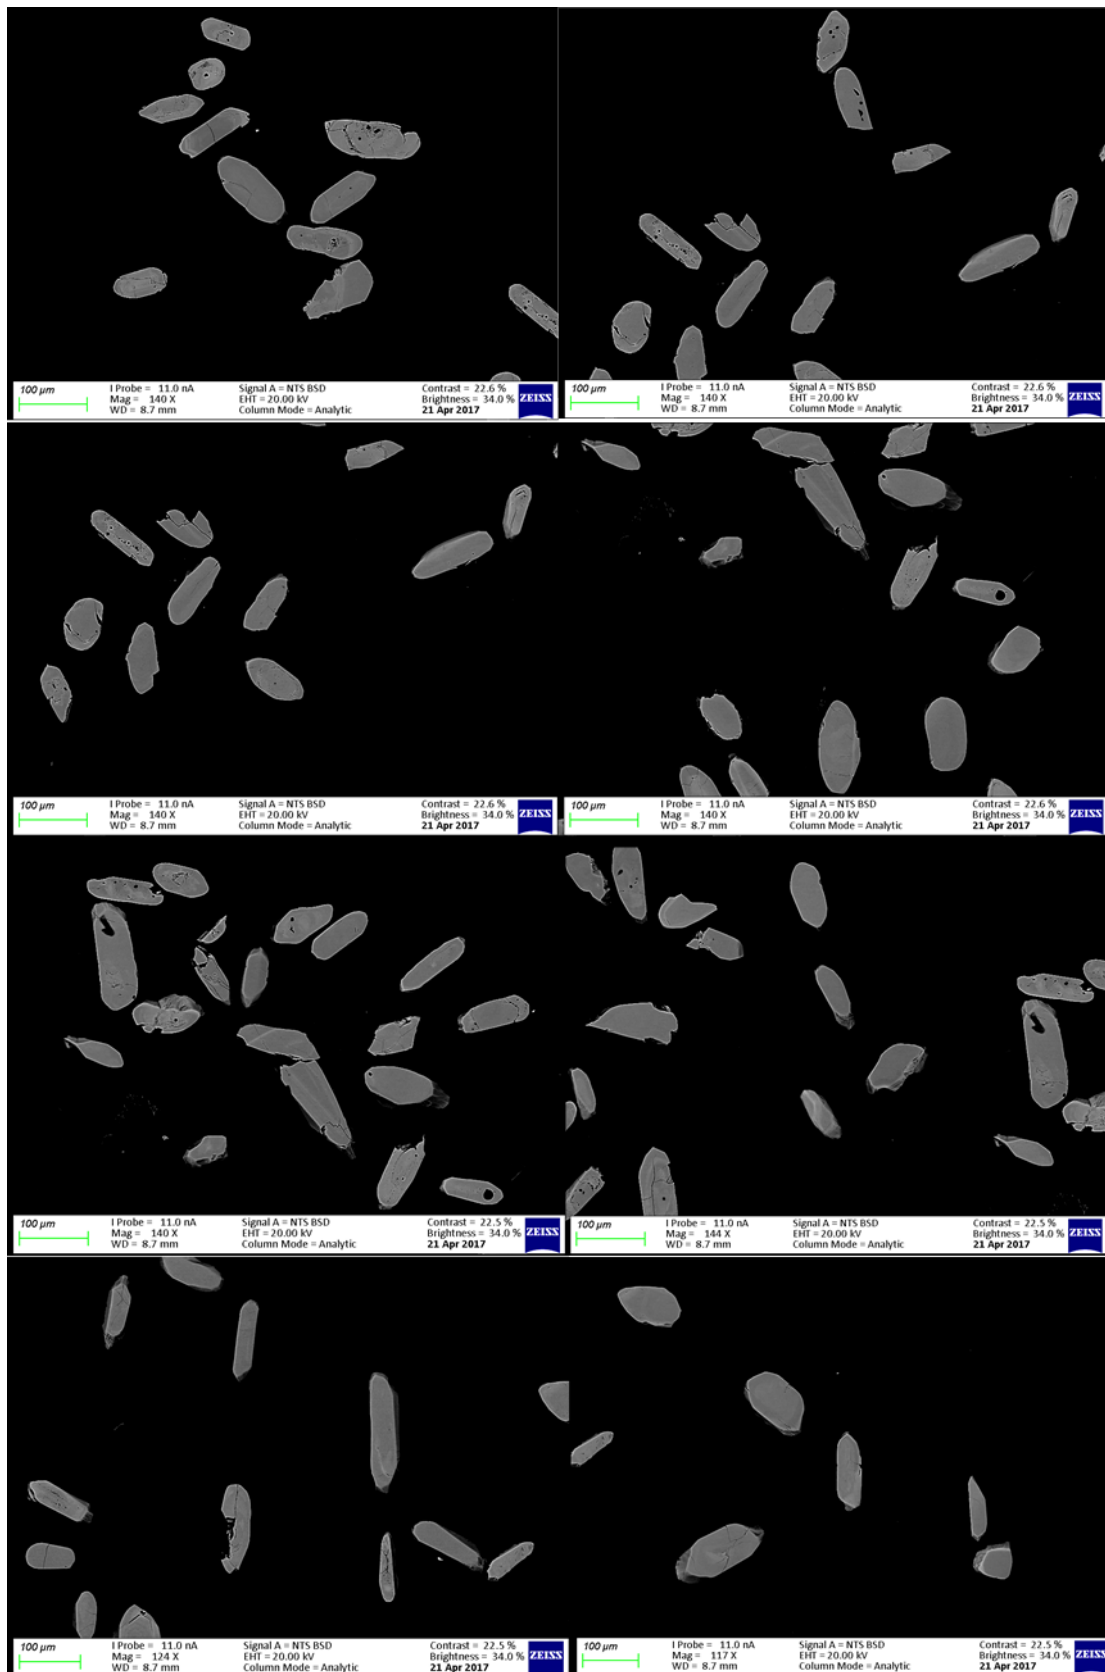 100 µm I Probe = 11.0 nA Signal A = NTS BSD Contrast = 22.6 % ZEISS
Mag = 140 X EHT = 20.00 kV Brightness = 34.0 %
WD = 8.7 mm Column Mode = Analytic 21 Apr 2017
100 µm I Probe = 11.0 nA Signal A = NTS BSD Contrast = 22.6 % ZEISS
Mag = 140 X EHT = 20.00 kV Brightness = 34.0 %
WD = 8.7 mm Column Mode = Analytic 21 Apr 2017
100 µm I Probe = 11.0 nA Signal A = NTS BSD Contrast = 22.6 % ZEISS
Mag = 140 X EHT = 20.00 kV Brightness = 34.0 %
WD = 8.7 mm Column Mode = Analytic 21 Apr 2017
100 µm I Probe = 11.0 nA Signal A = NTS BSD Contrast = 22.6 % ZEISS
Mag = 140 X EHT = 20.00 kV Brightness = 34.0 %
WD = 8.7 mm Column Mode = Analytic 21 Apr 2017
100 µm I Probe = 11.0 nA Signal A = NTS BSD Contrast = 22.5 % ZEISS
Mag = 140 X EHT = 20.00 kV Brightness = 34.0 %
WD = 8.7 mm Column Mode = Analytic 21 Apr 2017
100 µm I Probe = 11.0 nA Signal A = NTS BSD Contrast = 22.5 % ZEISS
Mag = 144 X EHT = 20.00 kV Brightness = 34.0 %
WD = 8.7 mm Column Mode = Analytic 21 Apr 2017
100 µm I Probe = 11.0 nA Signal A = NTS BSD Contrast = 22.5 % ZEISS
Mag = 124 X EHT = 20.00 kV Brightness = 34.0 %
WD = 8.7 mm Column Mode = Analytic 21 Apr 2017
100 µm I Probe = 11.0 nA Signal A = NTS BSD Contrast = 22.5 % ZEISS
Mag = 117 X EHT = 20.00 kV Brightness = 34.0 %
WD = 8.7 mm Column Mode = Analytic 21 Apr 2017